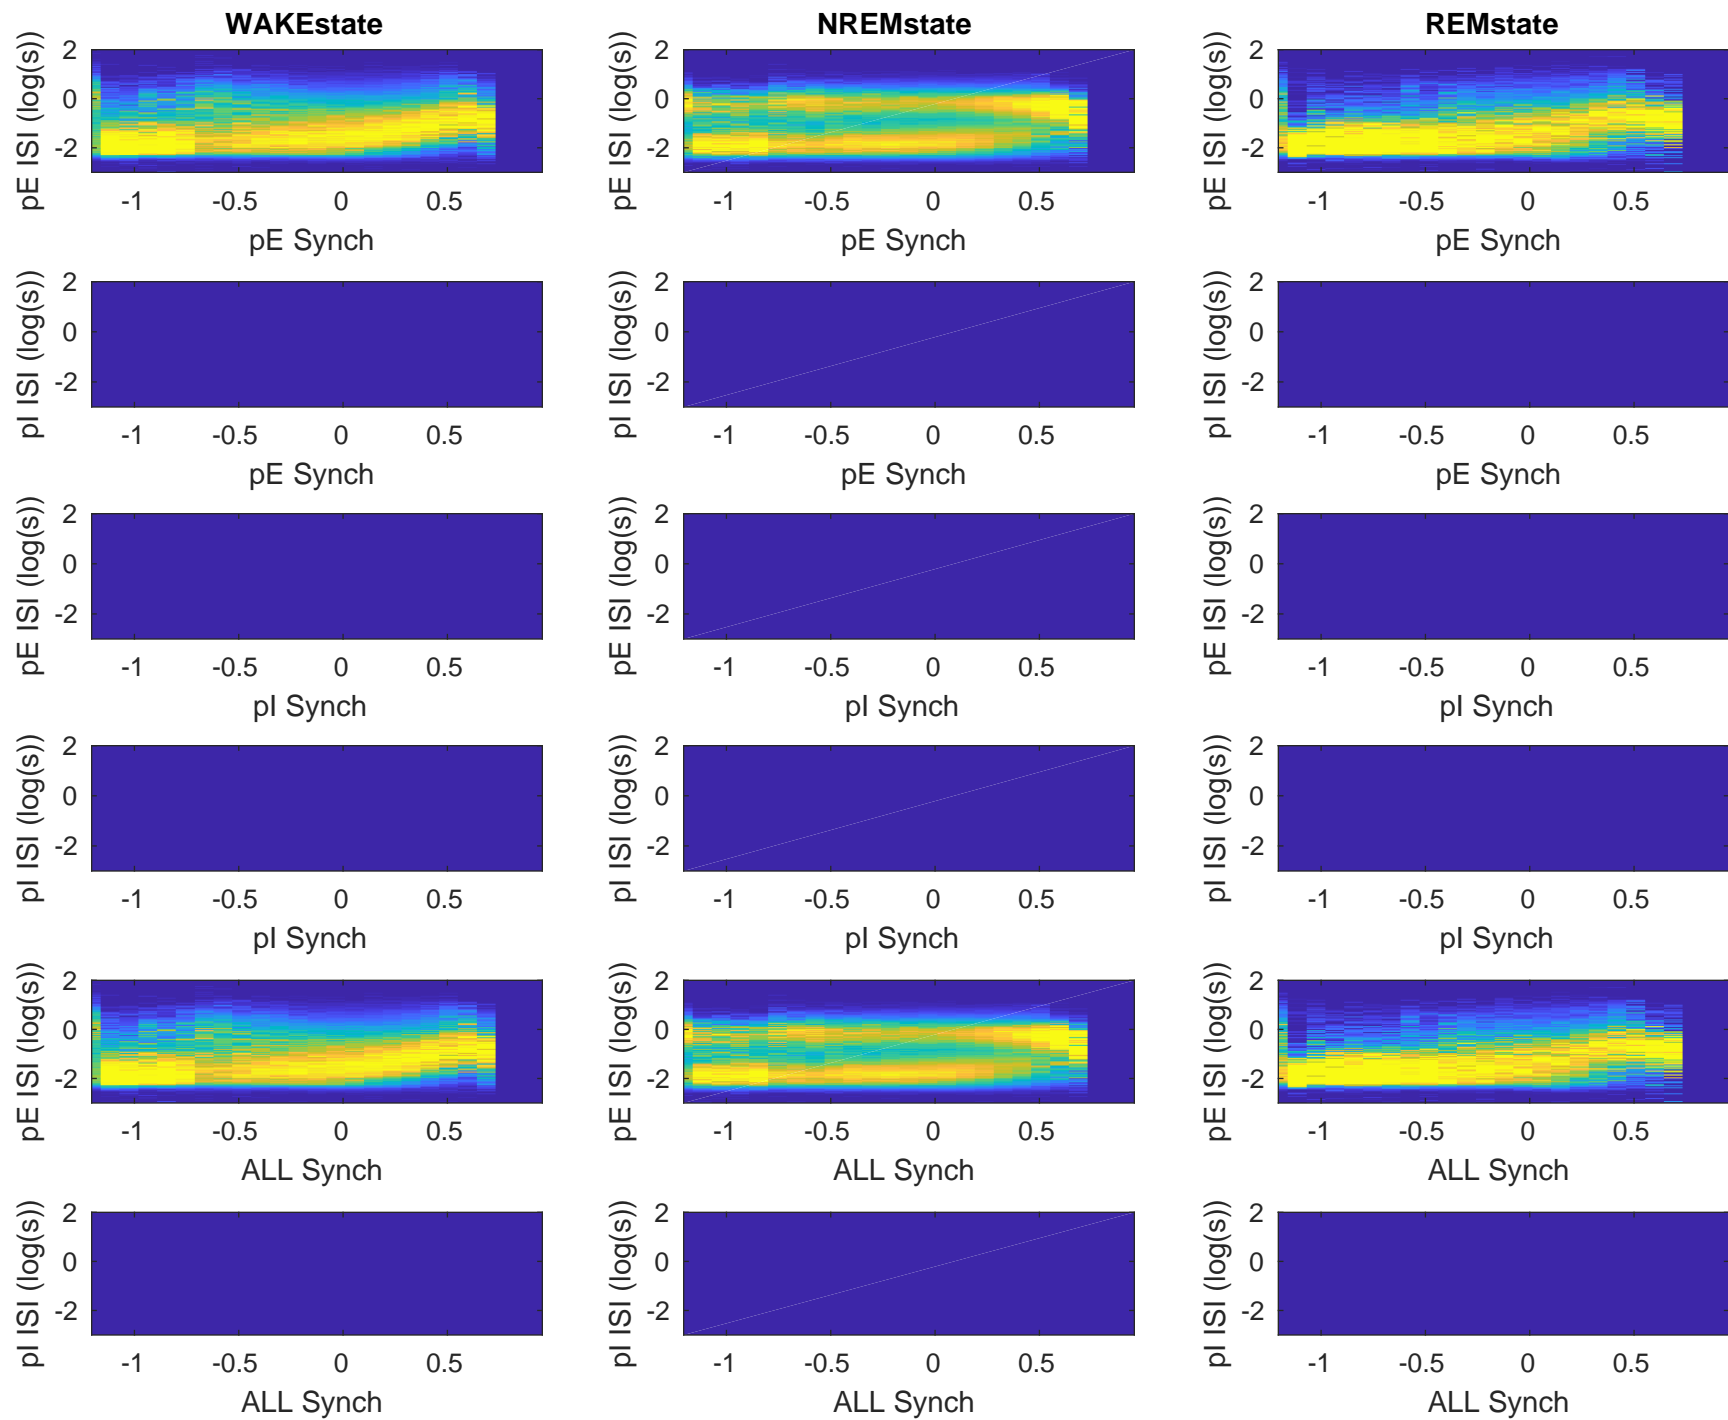 WAKEstate NREMstate REMstate
pE ISI (log(s)) 2 0 -2 pE ISI (log(s)) 2 0 -2 pE ISI (log(s)) 2 0 -2
-1 -0.5 0 0.5 -1 -0.5 0 0.5 -1 -0.5 0 0.5
pE Synch pE Synch pE Synch
pI ISI (log(s)) 2 0 -2 pI ISI (log(s)) 2 0 -2 pI ISI (log(s)) 2 0 -2
-1 -0.5 0 0.5 -1 -0.5 0 0.5 -1 -0.5 0 0.5
pE Synch pE Synch pE Synch
pE ISI (log(s)) 2 0 -2 pE ISI (log(s)) 2 0 -2 pE ISI (log(s)) 2 0 -2
-1 -0.5 0 0.5 -1 -0.5 0 0.5 -1 -0.5 0 0.5
pI Synch pI Synch pI Synch
pI ISI (log(s)) 2 0 -2 pI ISI (log(s)) 2 0 -2 pI ISI (log(s)) 2 0 -2
-1 -0.5 0 0.5 -1 -0.5 0 0.5 -1 -0.5 0 0.5
pI Synch pI Synch pI Synch
pE ISI (log(s)) 2 0 -2 pE ISI (log(s)) 2 0 -2 pE ISI (log(s)) 2 0 -2
-1 -0.5 0 0.5 -1 -0.5 0 0.5 -1 -0.5 0 0.5
ALL Synch ALL Synch ALL Synch
pI ISI (log(s)) 2 0 -2 pI ISI (log(s)) 2 0 -2 pI ISI (log(s)) 2 0 -2
-1 -0.5 0 0.5 -1 -0.5 0 0.5 -1 -0.5 0 0.5
ALL Synch ALL Synch ALL Synch